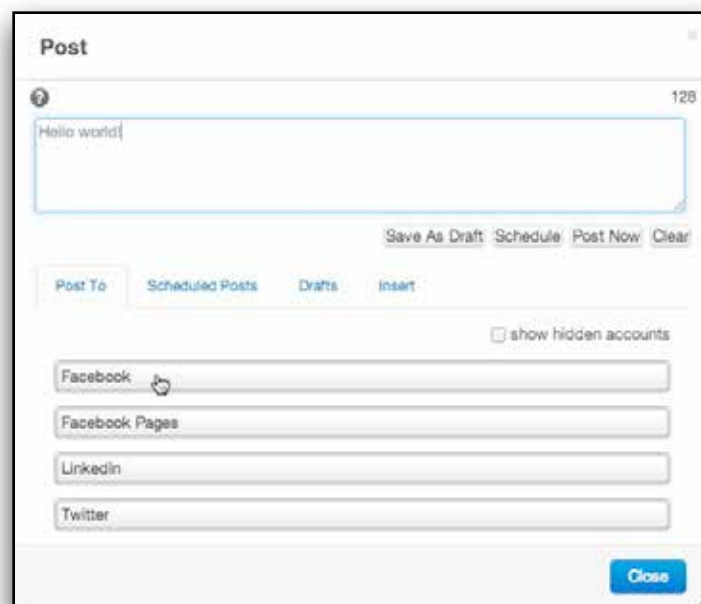 Post
128
Hello world!
Save As Draft Schedule Post Now Clear
Post To Scheduled Posts Drafts Insert
show hidden accounts
Facebook
Facebook Pages
LinkedIn
Twitter
Close